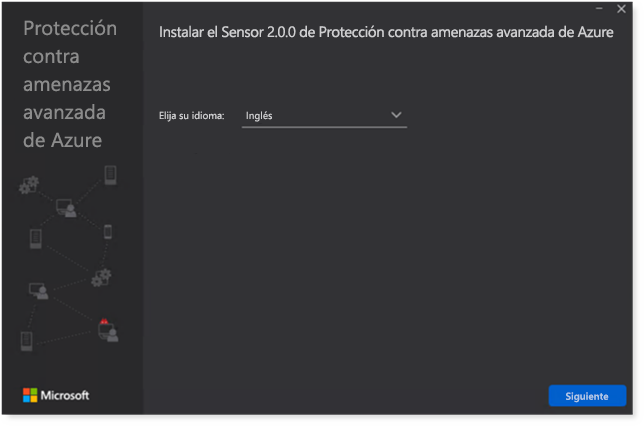 Protección
contra
amenazas
avanzada
de Azure
Instalar el Sensor 2.0.0 de Protección contra amenazas avanzada de Azure
Elija su idioma: Inglés
Microsoft
Siguiente